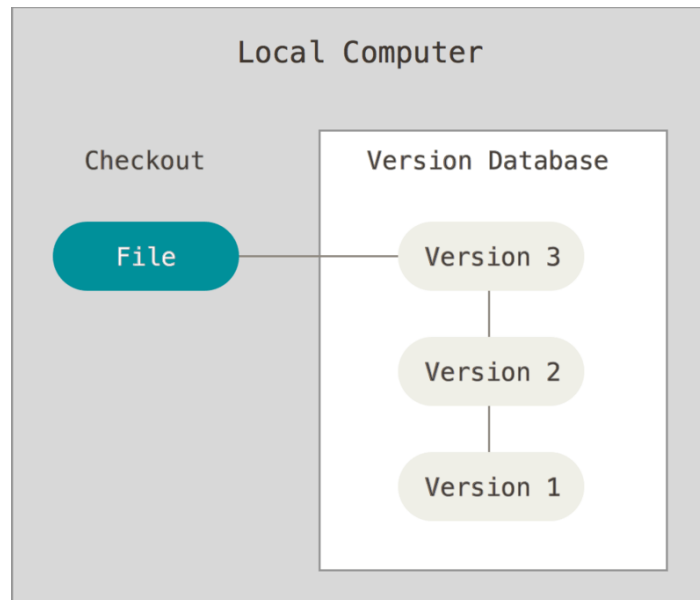 Local Computer
Checkout
Version Database
File
Version 3
Version 2
Version 1